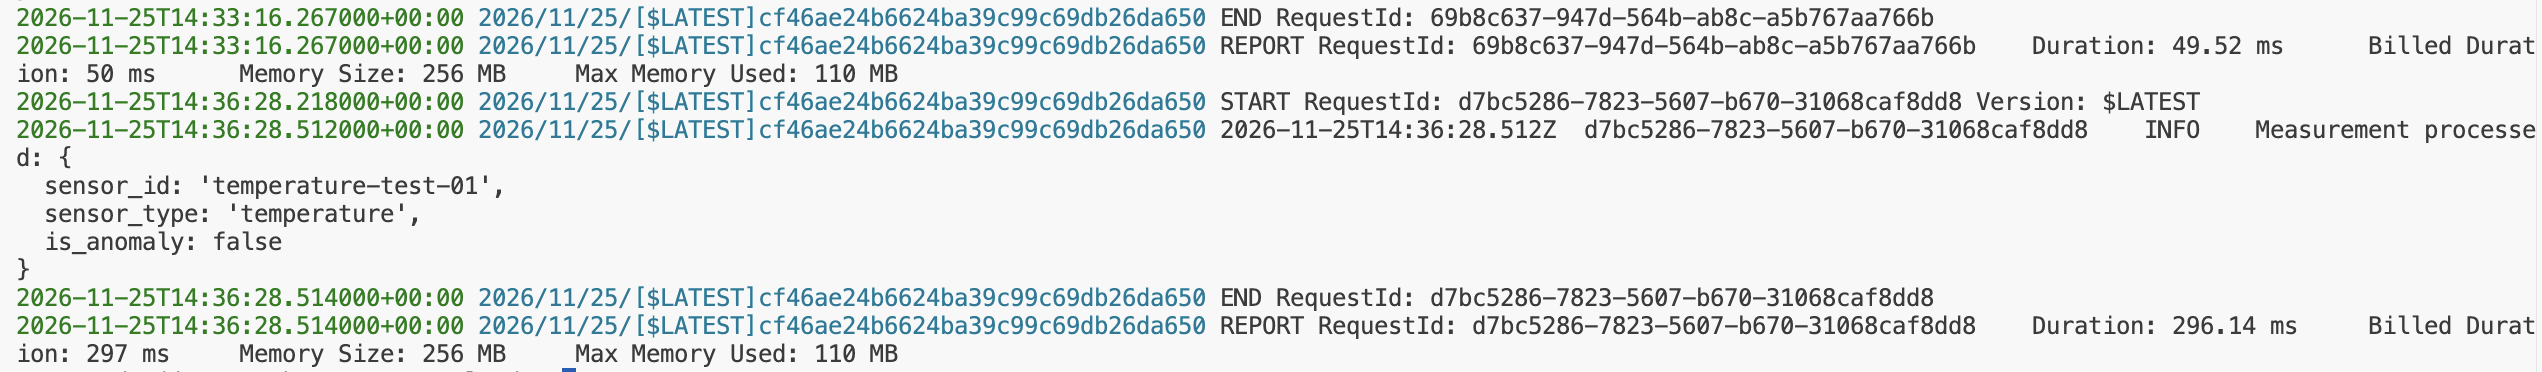 2026-11-25T14:33:16.267000+00:00 2026/11/25/[$LATEST]cf46ae24b6624ba39c99c69db26da650 END RequestId: 69b8c637-947d-564b-ab8c-a5b767aa766b
2026-11-25T14:33:16.267000+00:00 2026/11/25/[$LATEST]cf46ae24b6624ba39c99c69db26da650 REPORT RequestId: 69b8c637-947d-564b-ab8c-a5b767aa766b    Duration: 49.52 ms     Billed Durat
ion: 50 ms      Memory Size: 256 MB     Max Memory Used: 110 MB
2026-11-25T14:36:28.218000+00:00 2026/11/25/[$LATEST]cf46ae24b6624ba39c99c69db26da650 START RequestId: d7bc5286-7823-5607-b670-31068caf8dd8 Version: $LATEST
2026-11-25T14:36:28.512000+00:00 2026/11/25/[$LATEST]cf46ae24b6624ba39c99c69db26da650 2026-11-25T14:36:28.512Z  d7bc5286-7823-5607-b670-31068caf8dd8    INFO    Measurement processe
d: {
  sensor_id: 'temperature-test-01',
  sensor_type: 'temperature',
  is_anomaly: false
}
2026-11-25T14:36:28.514000+00:00 2026/11/25/[$LATEST]cf46ae24b6624ba39c99c69db26da650 END RequestId: d7bc5286-7823-5607-b670-31068caf8dd8
2026-11-25T14:36:28.514000+00:00 2026/11/25/[$LATEST]cf46ae24b6624ba39c99c69db26da650 REPORT RequestId: d7bc5286-7823-5607-b670-31068caf8dd8    Duration: 296.14 ms     Billed Durat
ion: 297 ms     Memory Size: 256 MB     Max Memory Used: 110 MB